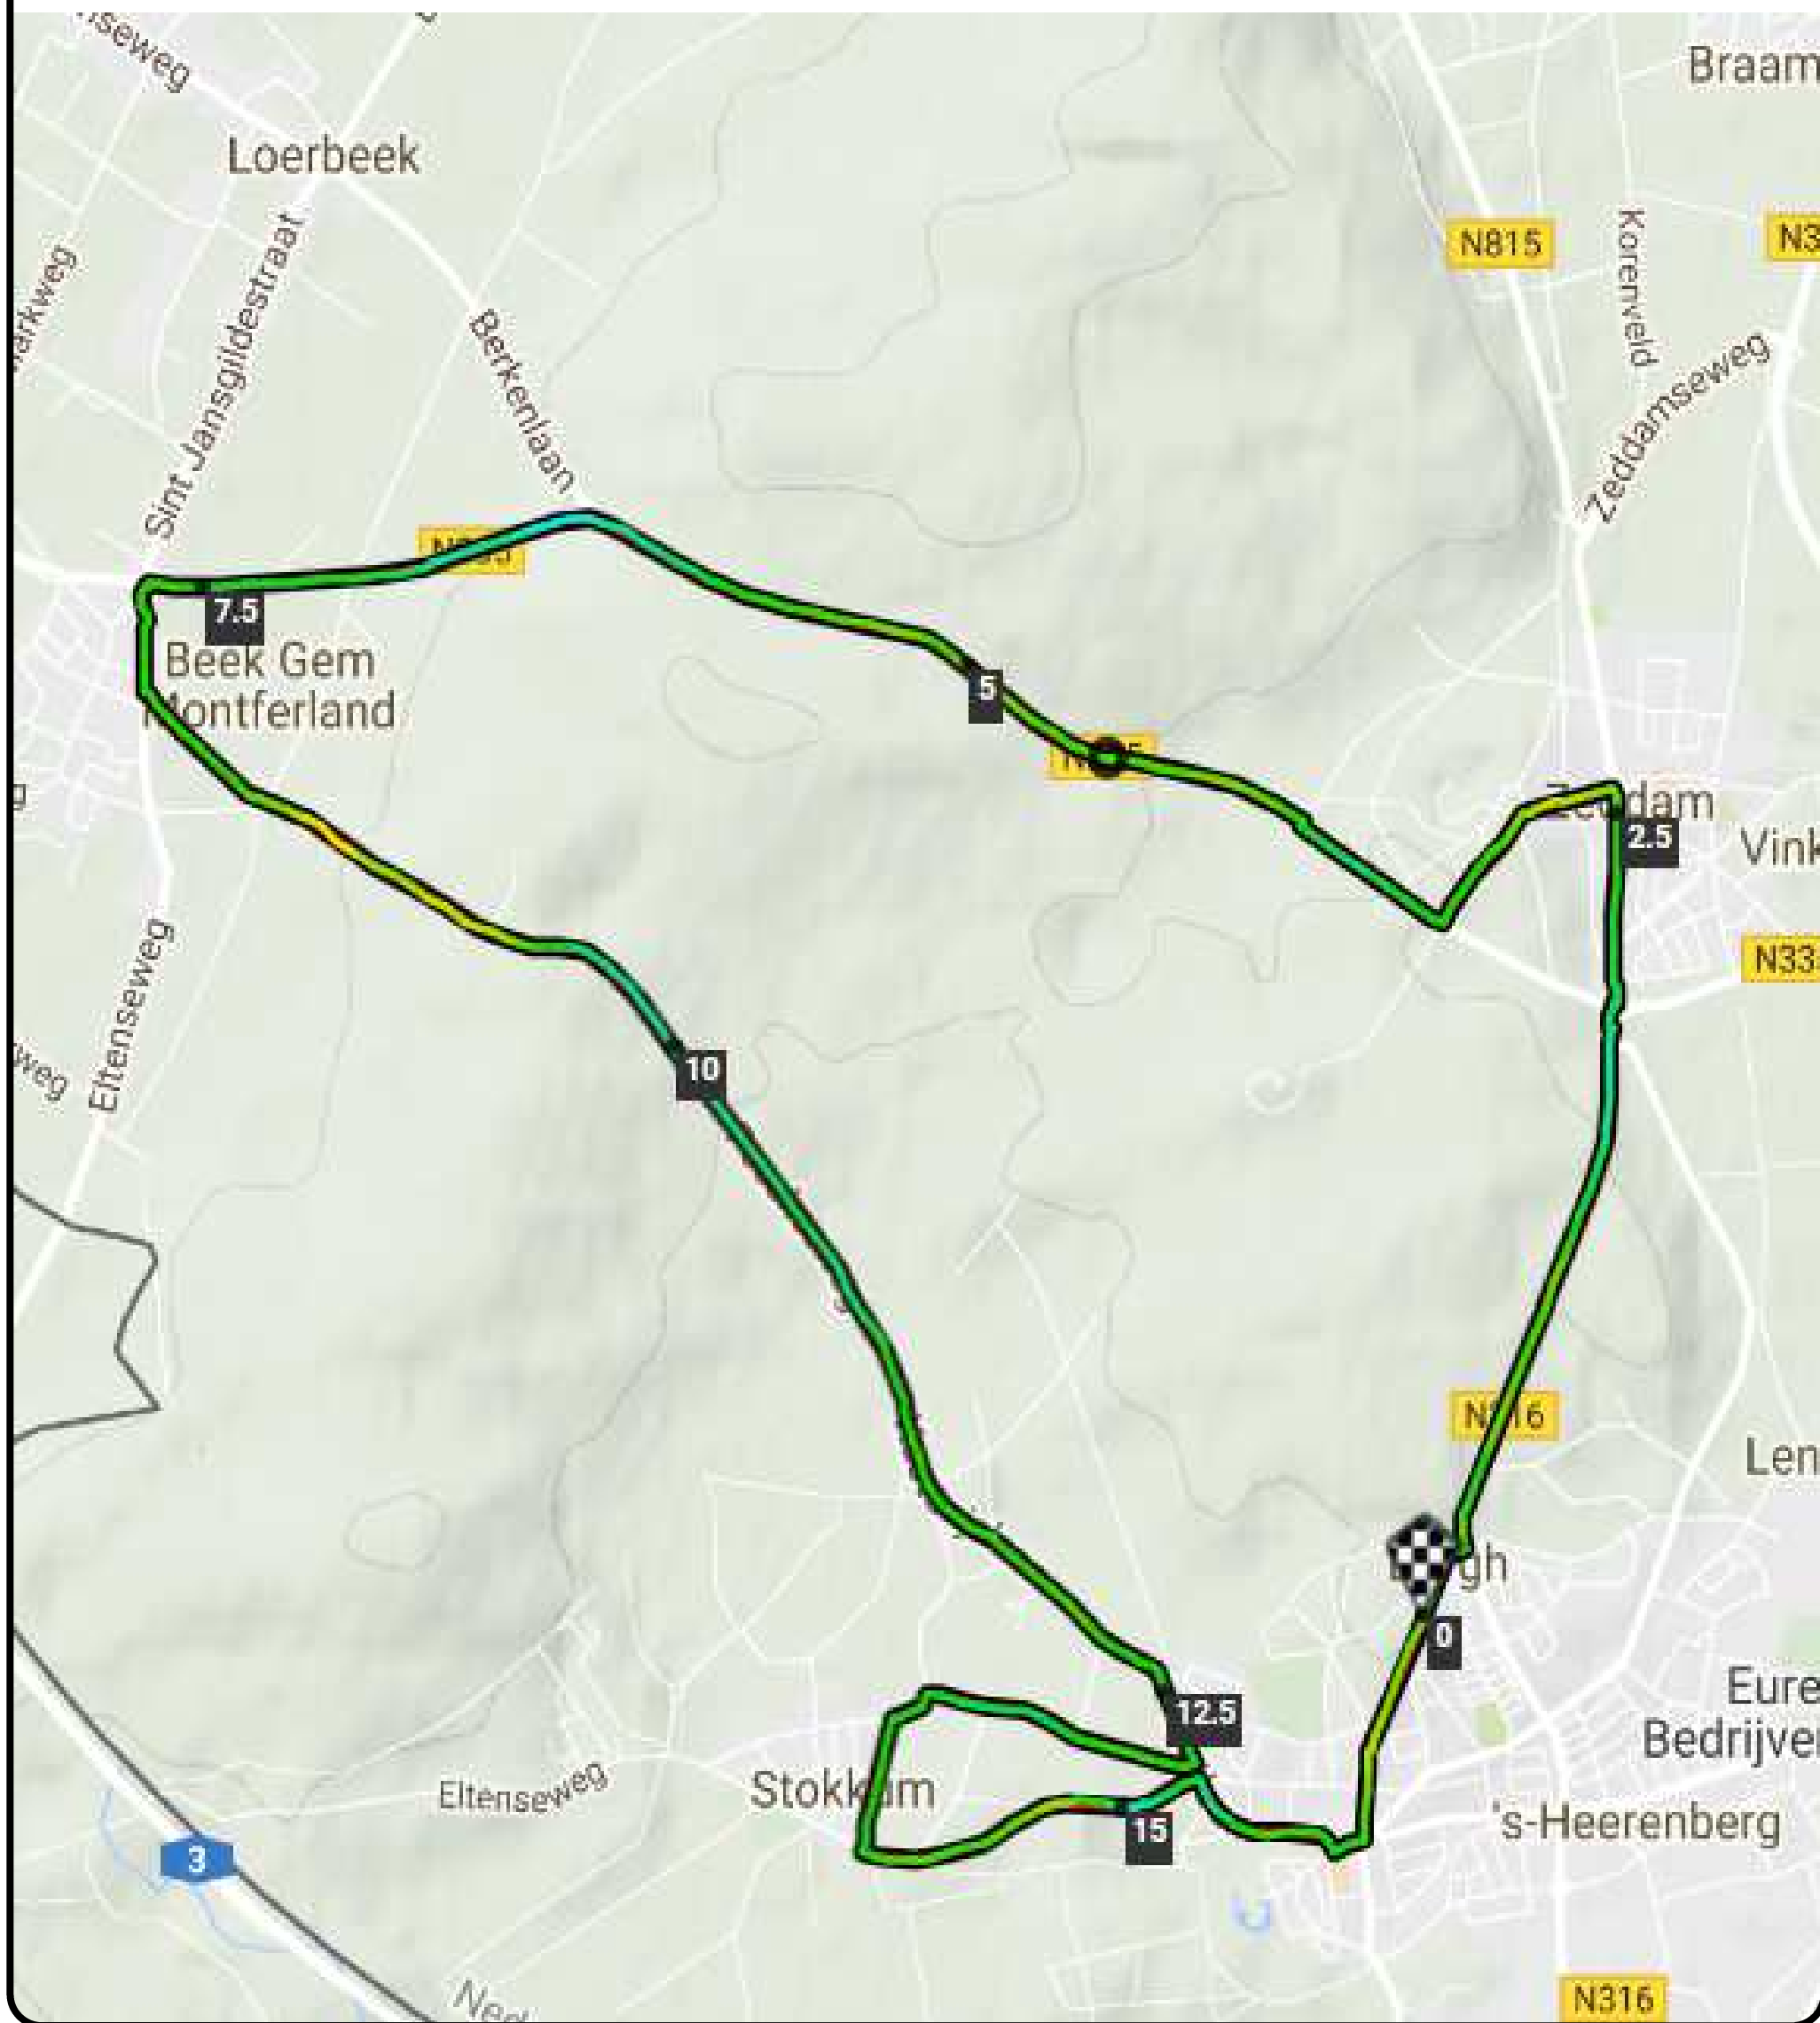 Braam
Loerbeek
N815
N3
Korenveld
Sint Jansgildestraat
Berkenlaan
Zeddamseweg
7.5
Beek Gem
Montferland
5
Zeddam
2.5
Vink
N33
Eltenseweg
10
N316
Len
0
12.5
Eure
Bedrijve
Eltenseweg
Stokkum
15
's-Heerenberg
3
N316